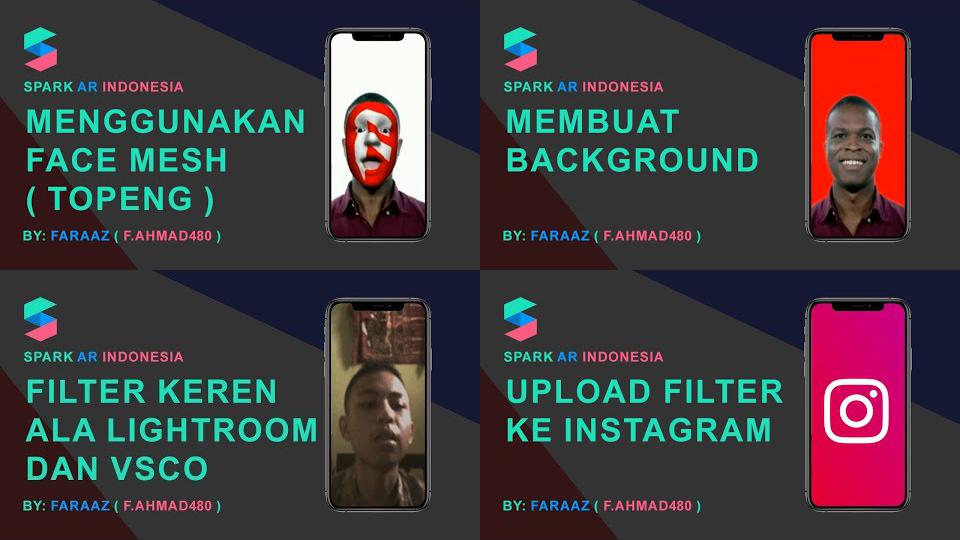 SPARK AR INDONESIA
MENGGUNAKAN
FACE MESH
( TOPENG )
BY: FARAAZ ( F.AHMAD480 )
SPARK AR INDONESIA
MEMBUAT
BACKGROUND
BY: FARAAZ ( F.AHMAD480 )
SPARK AR INDONESIA
FILTER KEREN
ALA LIGHTROOM
DAN VSCO
BY: FARAAZ ( F.AHMAD480 )
SPARK AR INDONESIA
UPLOAD FILTER
KE INSTAGRAM
BY: FARAAZ ( F.AHMAD480 )